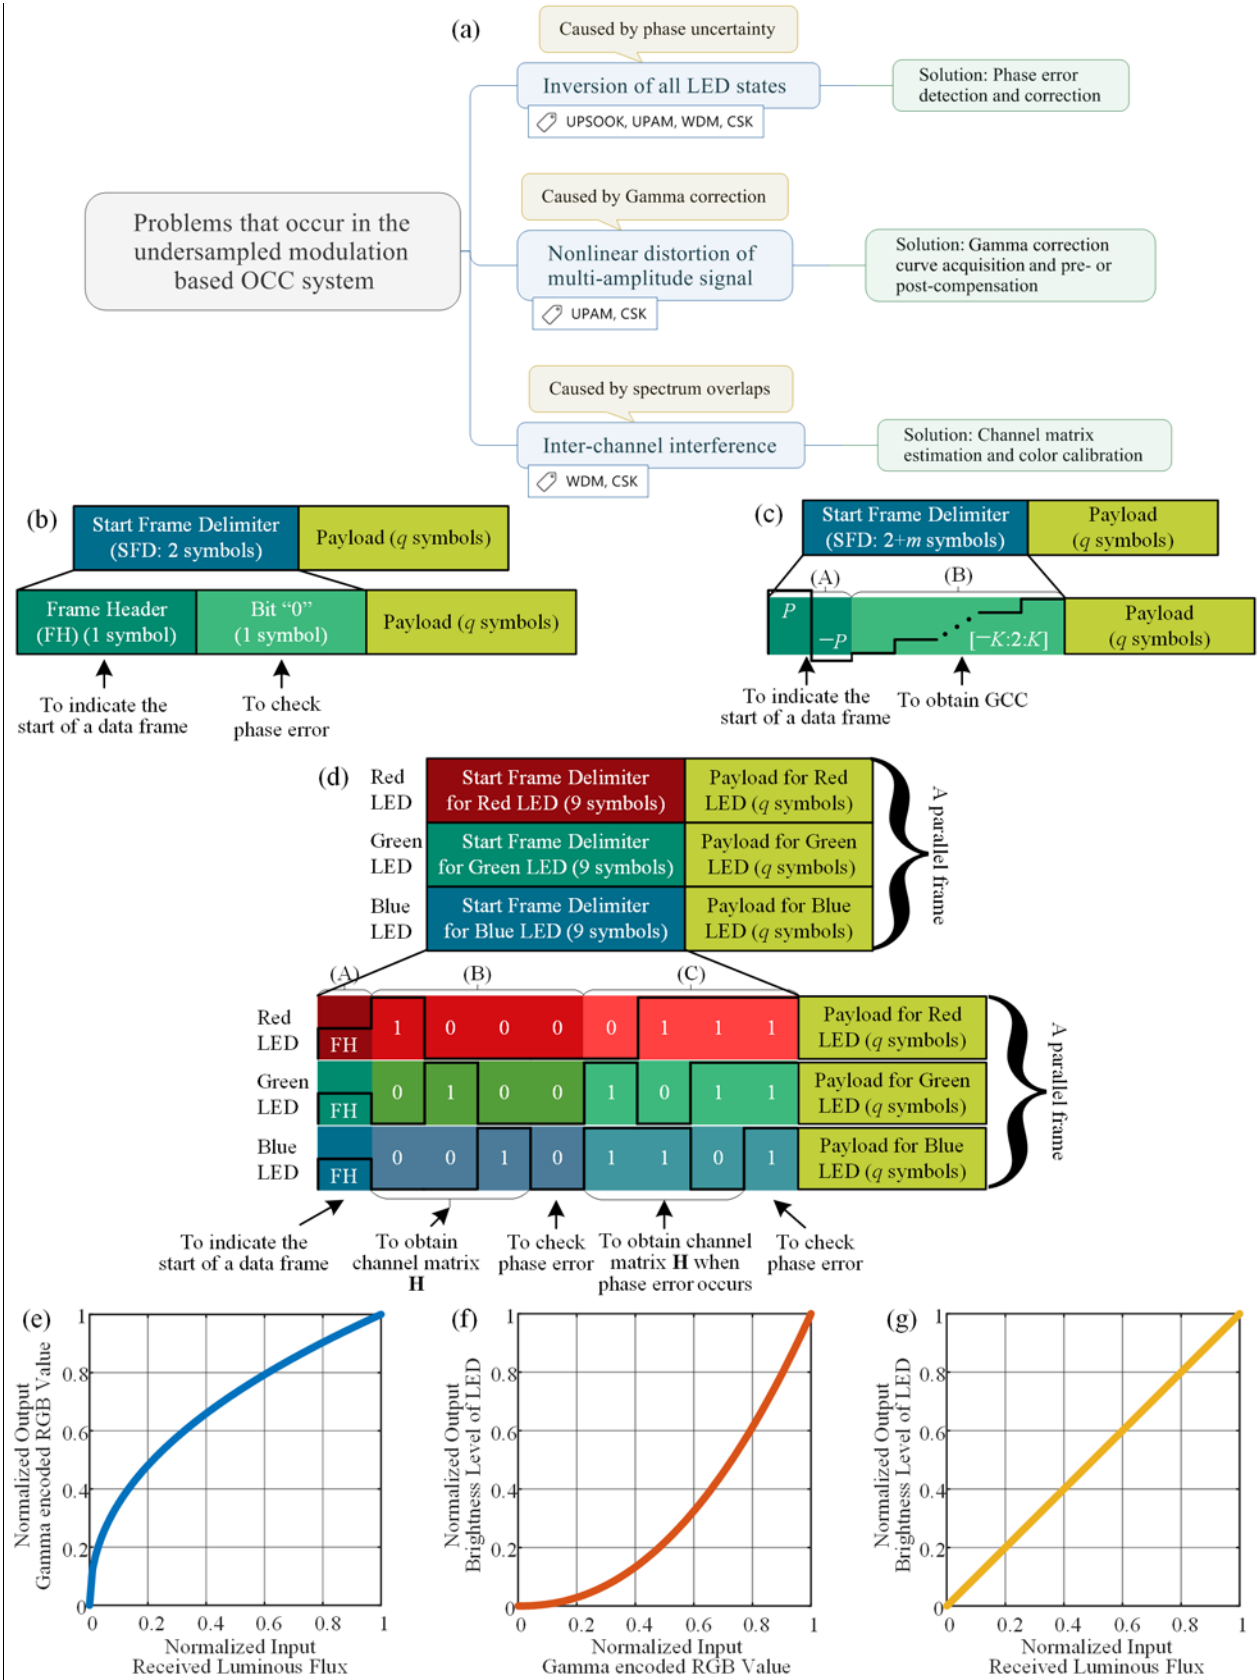 (a)
Caused by phase uncertainty
Inversion of all LED states
UPSOOK, UPAM, WDM, CSK
Solution: Phase error
detection and correction
Problems that occur in the
undersampled modulation
based OCC system
Caused by Gamma correction
Nonlinear distortion of
multi-amplitude signal
UPAM, CSK
Solution: Gamma correction
curve acquisition and pre- or
post-compensation
Caused by spectrum overlaps
Inter-channel interference
WDM, CSK
Solution: Channel matrix
estimation and color calibration
(b)
Start Frame Delimiter
(SFD: 2 symbols)
Payload (q symbols)
Frame Header
(FH) (1 symbol)
Bit “0”
(1 symbol)
Payload (q symbols)
To indicate the
start of a data frame
To check
phase error
(c)
Start Frame Delimiter
(SFD: 2+m symbols)
Payload
(q symbols)
(A)
(B)
P
−P
[−K:2:K]
Payload
(q symbols)
To indicate the
start of a data frame
To obtain GCC
(d)
Red
LED
Start Frame Delimiter
for Red LED (9 symbols)
Payload for Red
LED (q symbols)
Green
LED
Start Frame Delimiter
for Green LED (9 symbols)
Payload for Green
LED (q symbols)
Blue
LED
Start Frame Delimiter
for Blue LED (9 symbols)
Payload for Blue
LED (q symbols)
A parallel frame
(A)
(B)
(C)
Red
LED
FH
1 0 0 0 0 1 1 1
Payload for Red
LED (q symbols)
Green
LED
FH
0 1 0 0 1 0 1 1
Payload for Green
LED (q symbols)
Blue
LED
FH
0 0 1 0 1 1 0 1
Payload for Blue
LED (q symbols)
A parallel frame
To indicate the
start of a data frame
To obtain
channel matrix
H
To check
phase error
To obtain channel
matrix H when
phase error occurs
To check
phase error
(e)
Normalized Output
Gamma encoded RGB Value
1
0.8
0.6
0.4
0.2
0
0 0.2 0.4 0.6 0.8 1
Normalized Input
Received Luminous Flux
(f)
Normalized Output
Brightness Level of LED
1
0.8
0.6
0.4
0.2
0
0 0.2 0.4 0.6 0.8 1
Normalized Input
Gamma encoded RGB Value
(g)
Normalized Output
Brightness Level of LED
1
0.8
0.6
0.4
0.2
0
0 0.2 0.4 0.6 0.8 1
Normalized Input
Received Luminous Flux